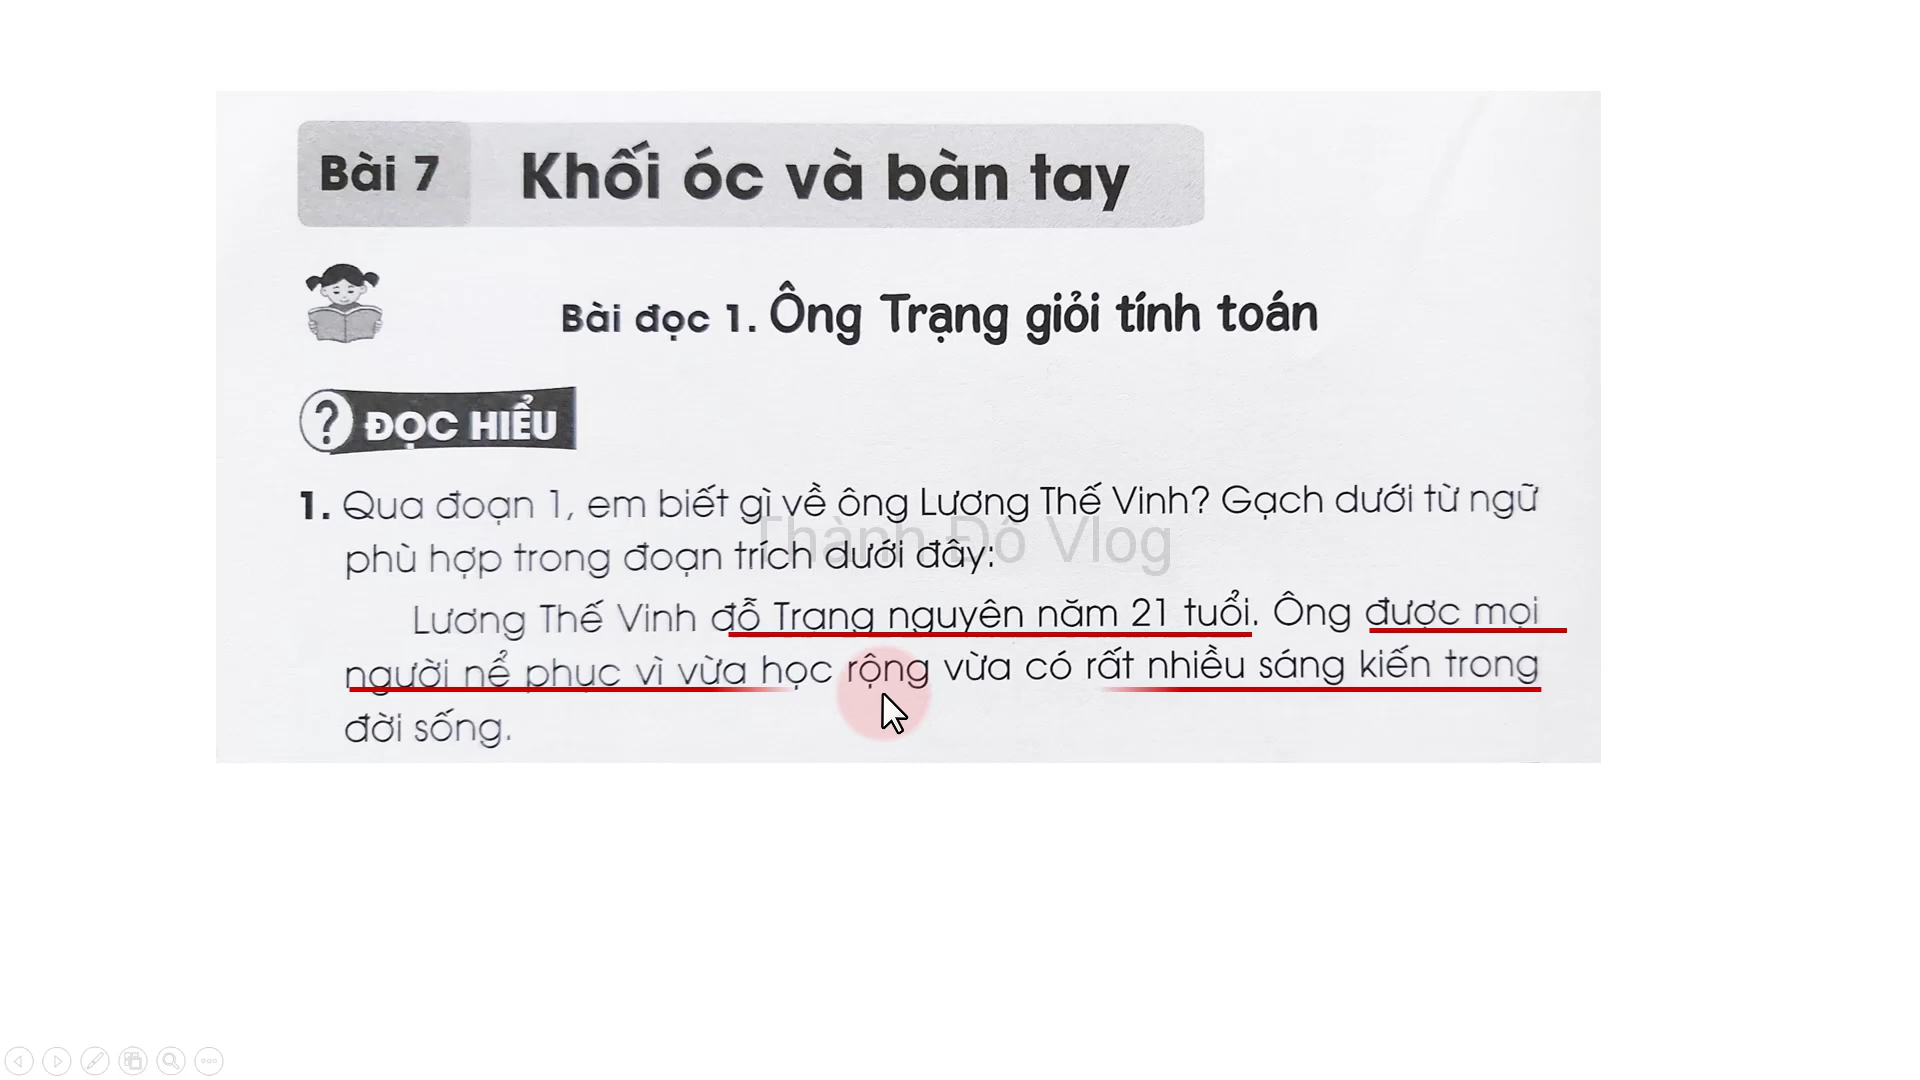 Bài 7 Khối óc và bàn tay
Bài đọc 1. Ông Trạng giỏi tính toán
? ĐỌC HIỂU
1. Qua đoạn 1, em biết gì về ông Lương Thế Vinh? Gạch dưới từ ngữ
Thành Đô Vlog
phù hợp trong đoạn trích dưới đây:
Lương Thế Vinh đỗ Trạng nguyên năm 21 tuổi. Ông được mọi
người nể phục vì vừa học rộng vừa có rất nhiều sáng kiến trong
đời sống.